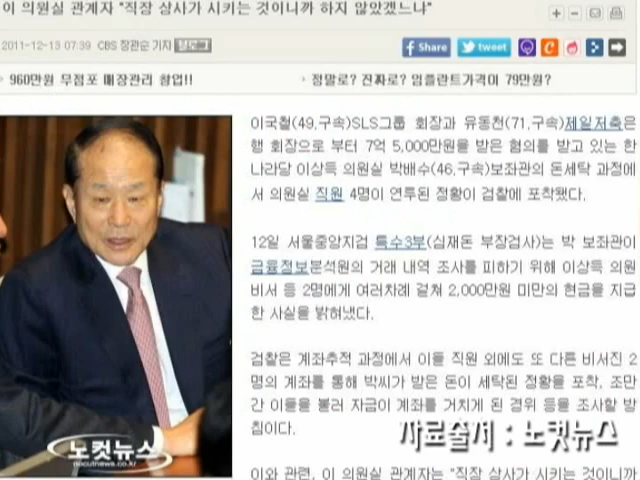 이 의원실 관계자 "직장 상사가 시키는 것이니까 하지 않았겠느냐"
2011-12-13 07:39 CBS 장관순 기자 블로그
Share
tweet
960만원 무점포 매장관리 창업!!
정말로? 진짜로? 임플란트가격이 79만원?
이국철(49,구속)SLS그룹 회장과 유동천(71,구속)제일저축은
행 회장으로 부터 7억 5,000만원을 받은 혐의를 받고 있는 한
나라당 이상득 의원실 박배수(46,구속)보좌관의 돈세탁 과정에
서 의원실 직원 4명이 연루된 정황이 검찰에 포착됐다.
12일 서울중앙지검 특수3부(심재돈 부장검사)는 박 보좌관이
금융정보분석원의 거래 내역 조사를 피하기 위해 이상득 의원
비서 등 2명에게 여러차례 걸쳐 2,000만원 미만의 현금을 지급
한 사실을 밝혀냈다.
검찰은 계좌추적 과정에서 이들 직원 외에도 또 다른 비서진 2
명의 계좌를 통해 박씨가 받은 돈이 세탁된 정황을 포착, 조만
간 이들을 불러 자금이 계좌를 거치게 된 경위 등을 조사할 방
침이다.
자료출처 : 노컷뉴스
노컷뉴스
nocutnews.co.kr
이와 관련, 이 의원실 관계자는 "직장 상사가 시키는 것이니까